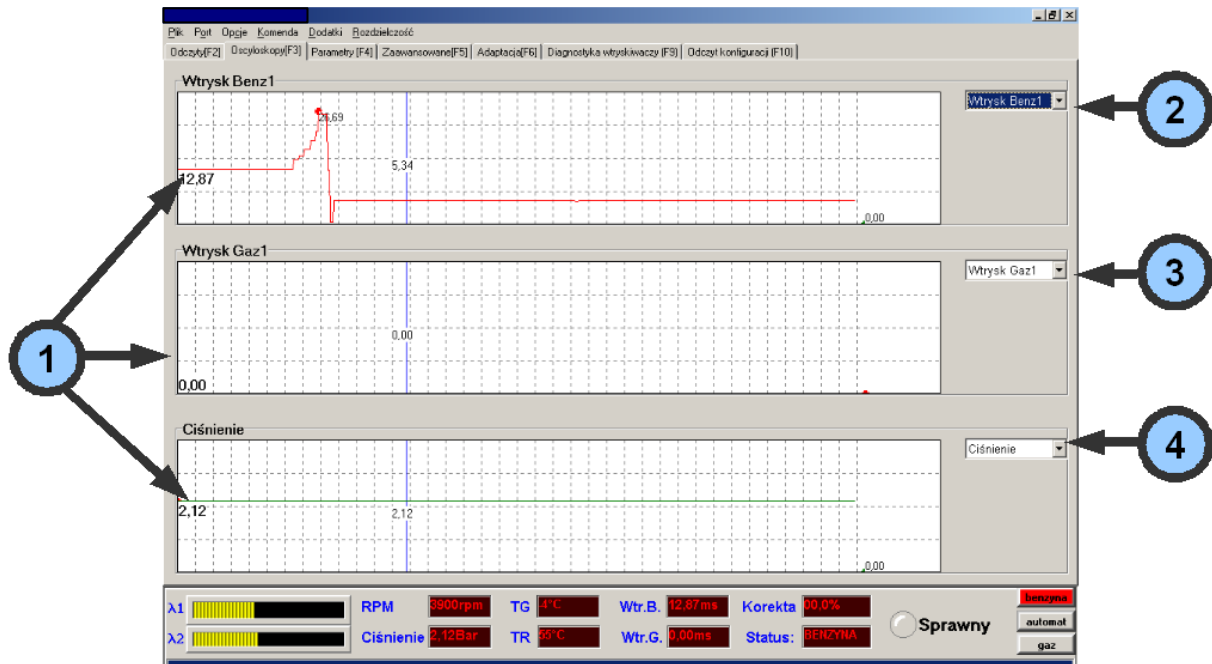 Plik Port Opcje Komenda Dodatki Rozdzielczość
Odczyty[F2] Oscyloskopy[F3] Parametry [F4] Zaawansowane[F5] Adaptacja[F6] Diagnostyka wtryskiwaczy (F9) Odczyt konfiguracji (F10)
Wtrysk Benz1
Wtrysk Benz1
2
26,69
5,34
12,87
0,00
Wtrysk Gaz1
Wtrysk Gaz1
3
0,00
1
0,00
Ciśnienie
Ciśnienie
4
2,12
2,12
0,00
λ1 RPM 3900rpm TG -4°C Wtr.B. 12,87ms Korekta 00,0% benzyna
Sprawny automat
λ2 Ciśnienie 2,12Bar TR 55°C Wtr.G. 0,00ms Status: BENZYNA gaz